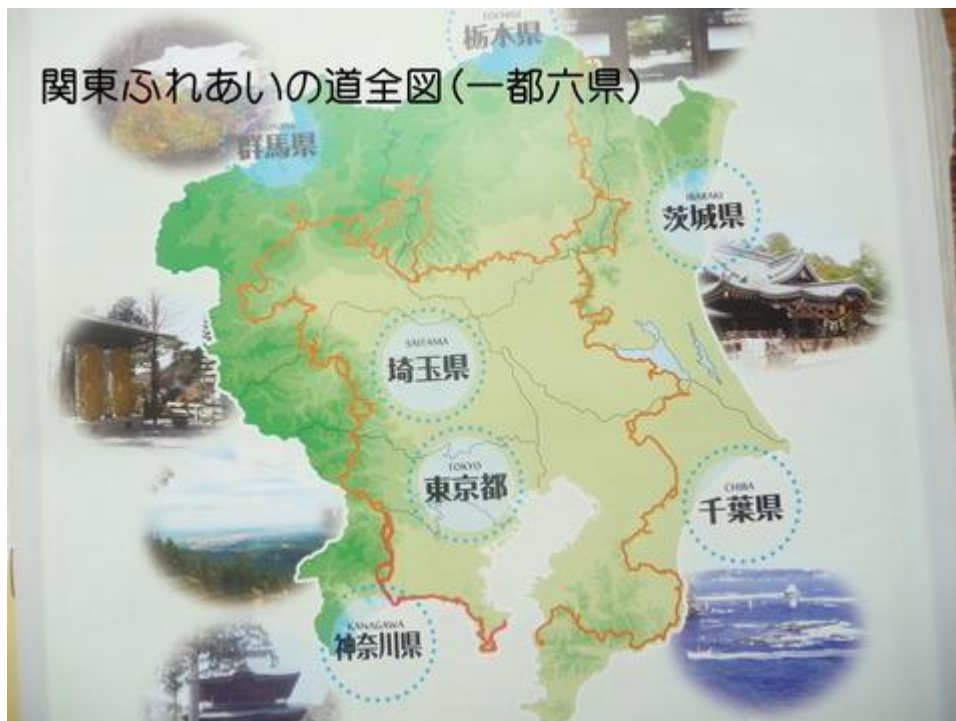 TOCHIGI
栃木県
関東ふれあいの道全図(一都六県)
群馬県
IBARAKI
茨城県
SAITAMA
埼玉県
TOKYO
東京都
CHIBA
千葉県
KANAGAWA
神奈川県